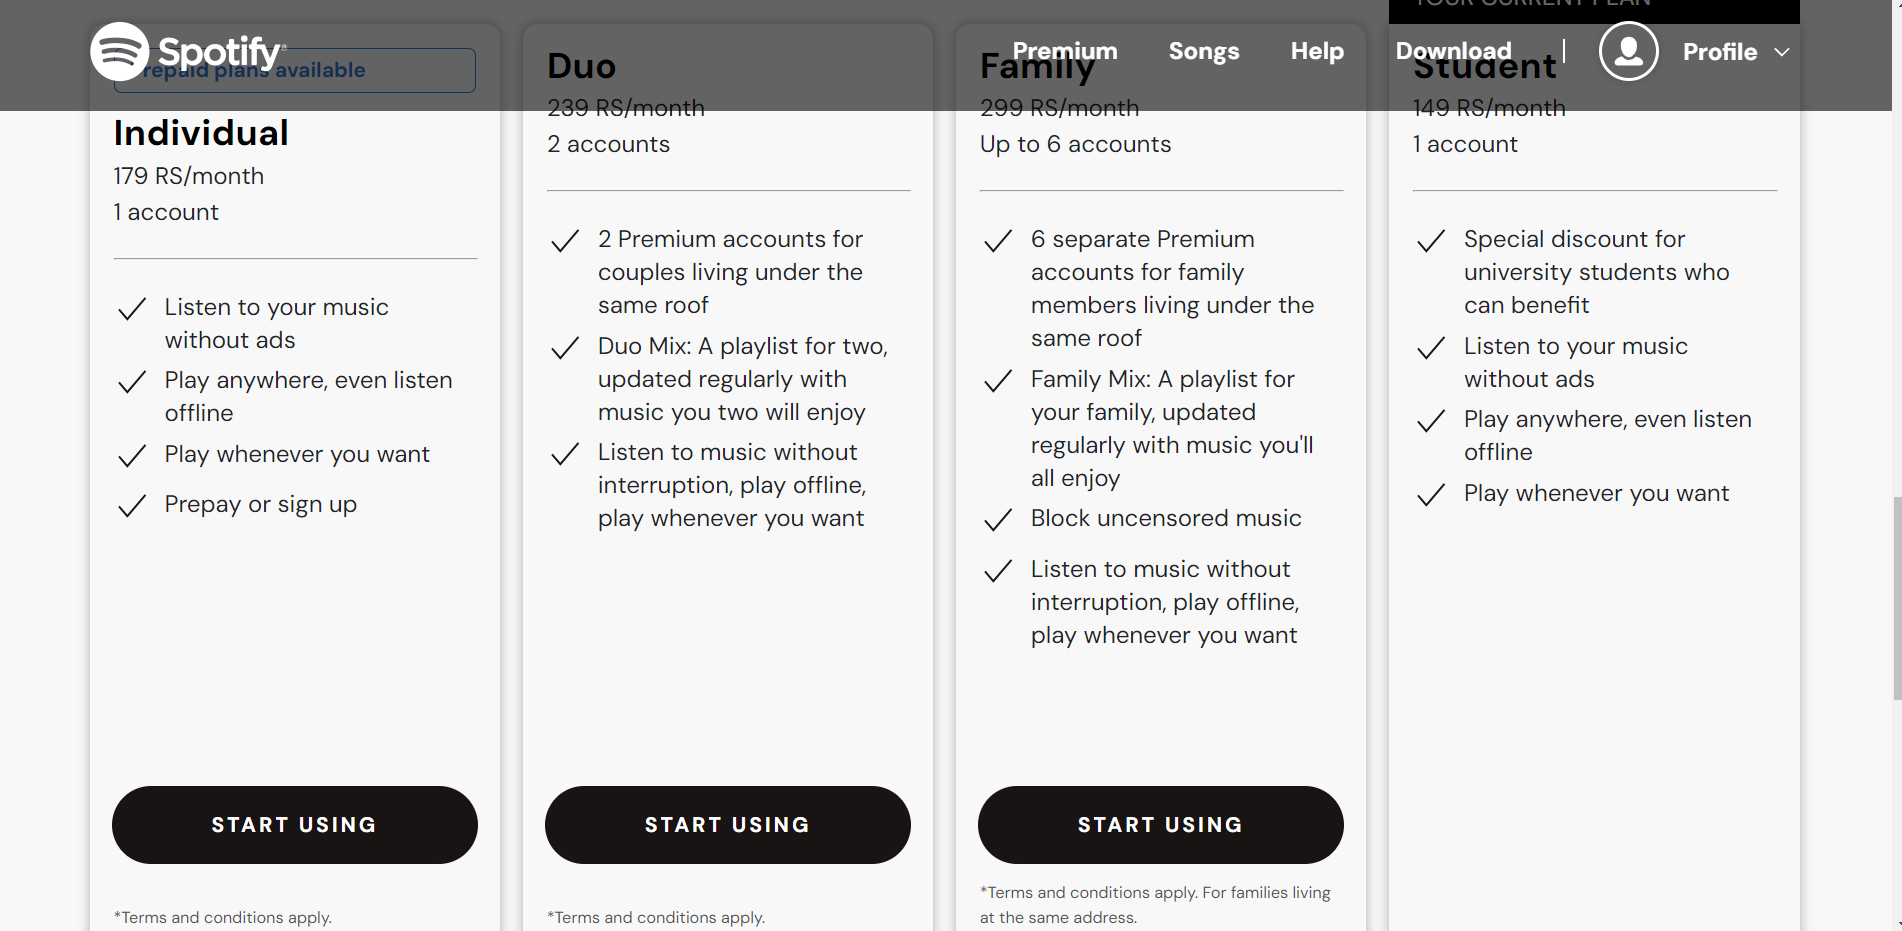 YOUR CURRENT PLAN
Spotify
Premium
Songs
Help
Download
Profile
Prepaid plans available
Individual
179 RS/month
1 account
Listen to your music
without ads
Play anywhere, even listen
offline
Play whenever you want
Prepay or sign up
START USING
*Terms and conditions apply.
Duo
239 RS/month
2 accounts
2 Premium accounts for
couples living under the
same roof
Duo Mix: A playlist for two,
updated regularly with
music you two will enjoy
Listen to music without
interruption, play offline,
play whenever you want
START USING
*Terms and conditions apply.
Family
299 RS/month
Up to 6 accounts
6 separate Premium
accounts for family
members living under the
same roof
Family Mix: A playlist for
your family, updated
regularly with music you'll
all enjoy
Block uncensored music
Listen to music without
interruption, play offline,
play whenever you want
START USING
*Terms and conditions apply. For families living
at the same address.
Student
149 RS/month
1 account
Special discount for
university students who
can benefit
Listen to your music
without ads
Play anywhere, even listen
offline
Play whenever you want